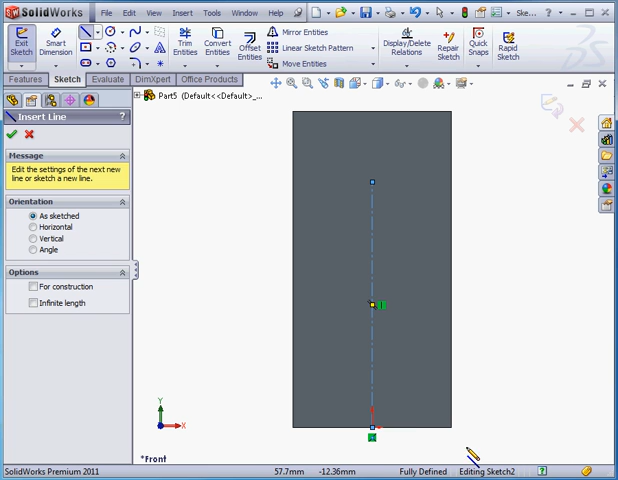 SolidWorks
File Edit View Insert Tools Window Help
Ske...
Exit Sketch
Smart Dimension
Trim Entities
Convert Entities
Offset Entities
Mirror Entities
Linear Sketch Pattern
Move Entities
Display/Delete Relations
Repair Sketch
Quick Snaps
Rapid Sketch
Features Sketch Evaluate DimXpert Office Products
Part5 (Default<<Default>_...
Insert Line ?
Message
Edit the settings of the next new
line or sketch a new line.
Orientation
As sketched
Horizontal
Vertical
Angle
Options
For construction
Infinite length
Y
X
*Front
SolidWorks Premium 2011 57.7mm -12.36mm Fully Defined Editing Sketch2 ?